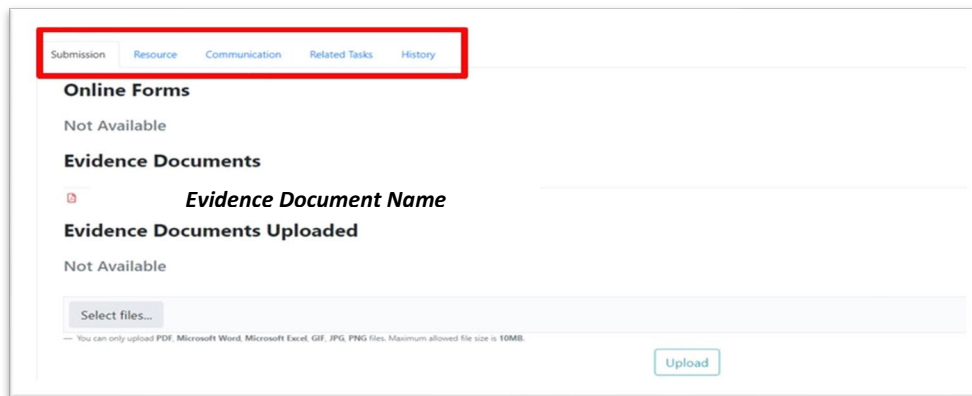 Submission Resource Communication Related Tasks History
Online Forms
Not Available
Evidence Documents
Evidence Document Name
Evidence Documents Uploaded
Not Available
Select files...
— You can only upload PDF, Microsoft Word, Microsoft Excel, GIF, JPG, PNG files. Maximum allowed file size is 10MB.
Upload